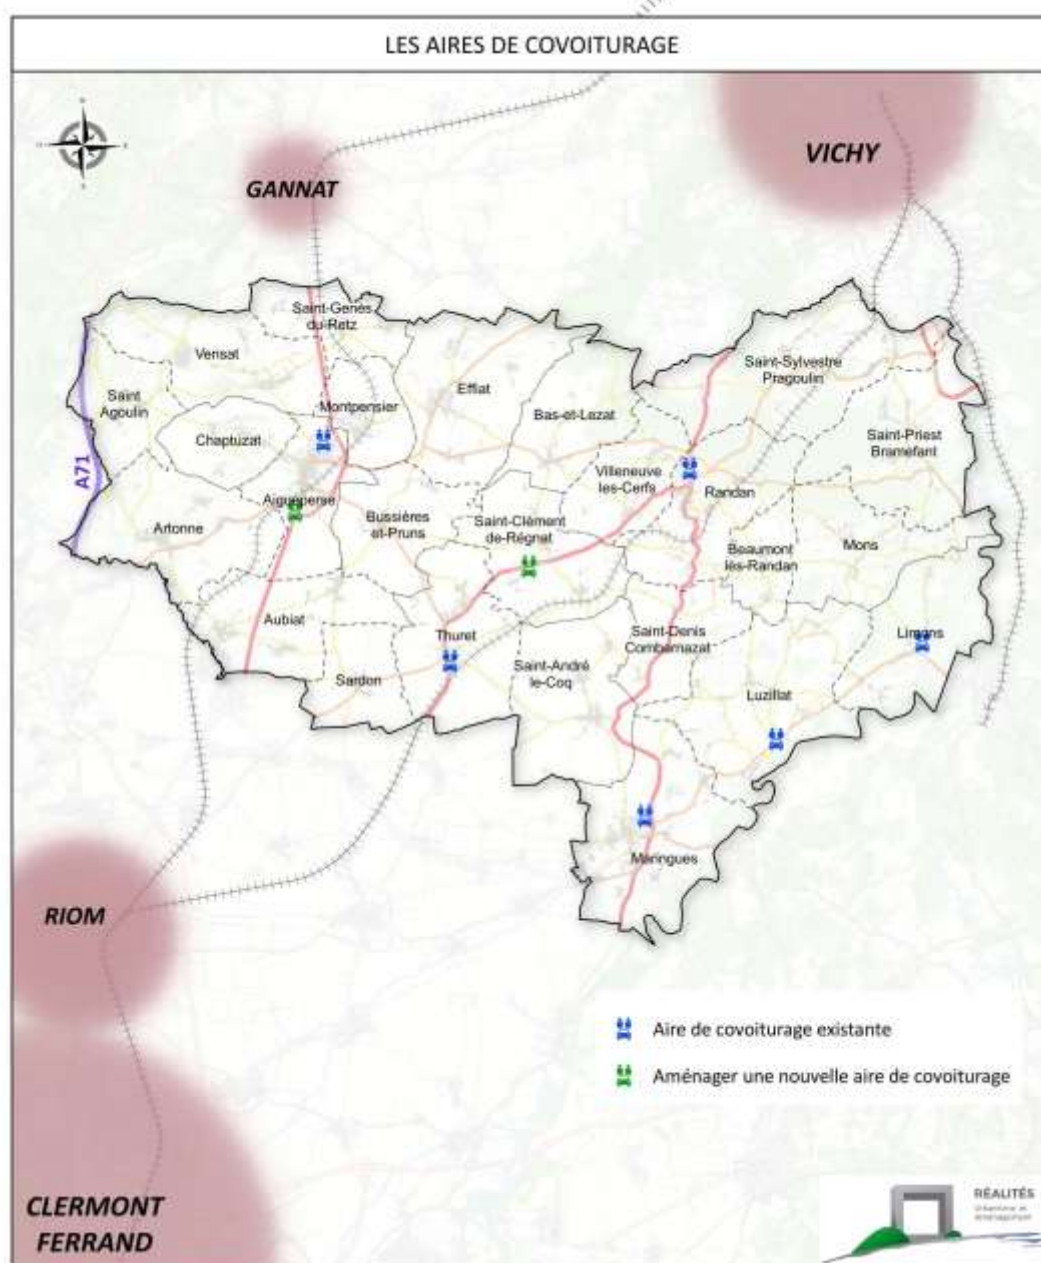 LES AIRES DE COVOITURAGE
VICHY
GANNAT
Saint-Genès
du-Retz
Vensat
Saint-Sylvestre
Pragoulin
Effiat
Saint
Agoulin
Montpensier
Bas-et-Lezat
Chaptuzat
Saint-Priest
Bramefant
A71
Villeneuve
les-Cerfs
Randan
Aigueperse
Artonne
Bussières
et-Pruns
Saint-Clément
de-Régnat
Beaumont
lès-Randan
Mons
Aubiat
Thuret
Saint-Denis
Combarnazat
Limons
Sardon
Saint-André
le-Coq
Luzillat
Maringues
RIOM
Aire de covoiturage existante
Aménager une nouvelle aire de covoiturage
CLERMONT
FERRAND
RÉALITÉS
Urbanisme et
Aménagement